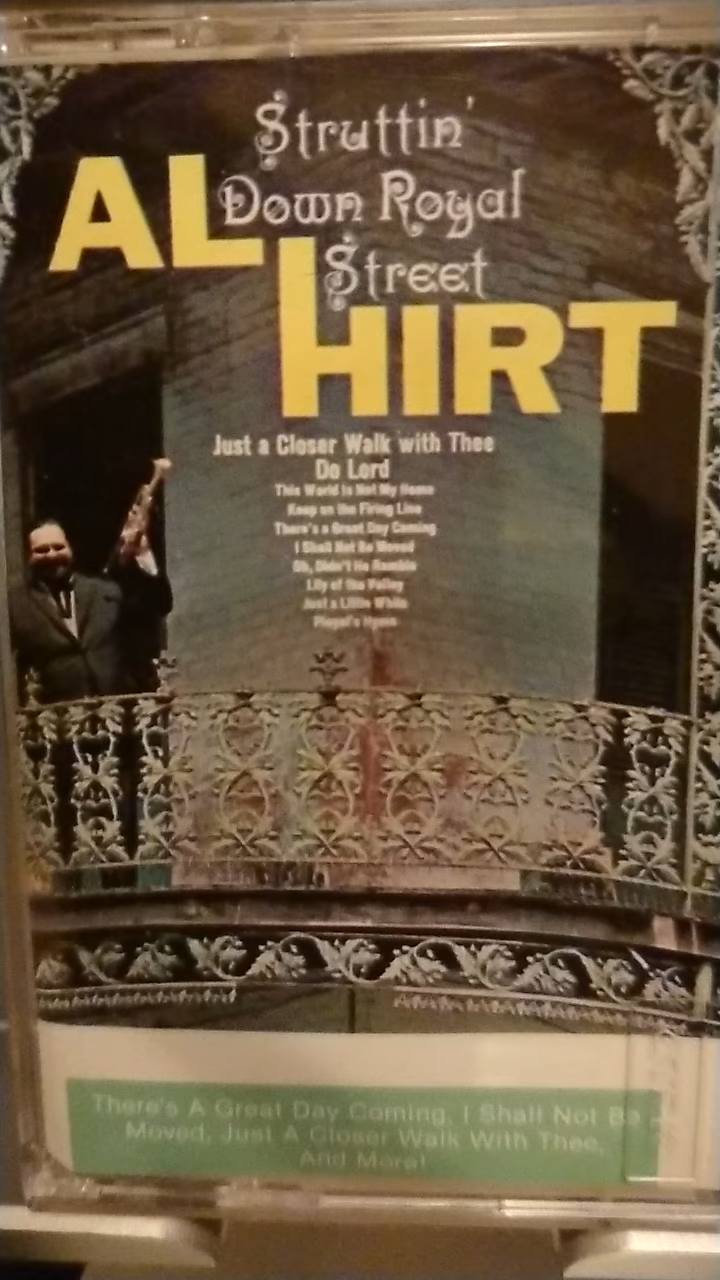 Struttin'
Down Royal
Street
AL
HIRT
Just a Closer Walk with Thee
Do Lord
This World Is Not My Home
Keep on the Firing Line
There's a Great Day Coming
I Shall Not Be Moved
Oh, Didn't He Ramble
Lily of the Valley
Just a Little While
There's A Great Day Coming, I Shall Not Be
Moved, Just A Closer Walk With Thee,
And More!